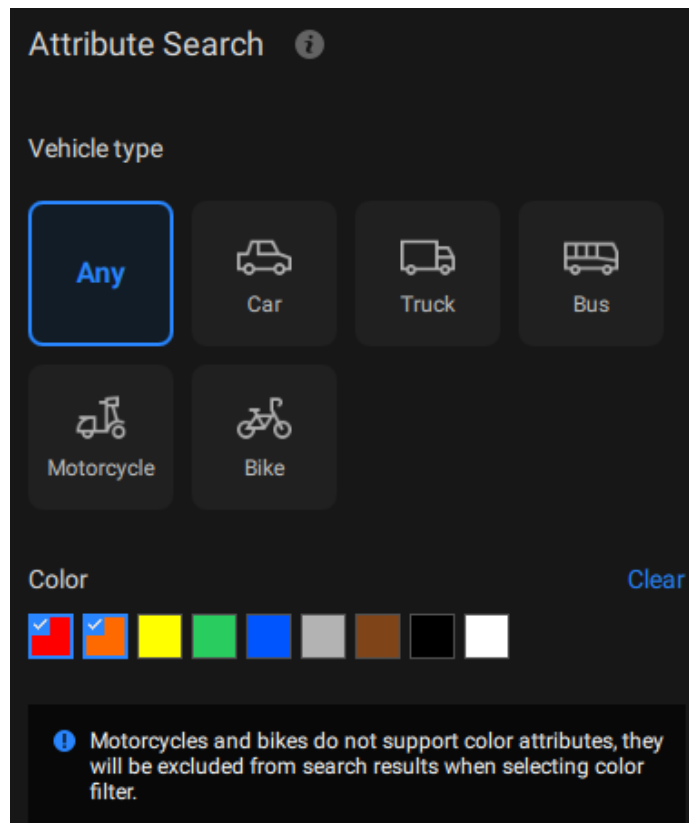 Attribute Search
Vehicle type
Any
Car
Truck
Bus
Motorcycle
Bike
Color
Clear
Motorcycles and bikes do not support color attributes, they
will be excluded from search results when selecting color
filter.